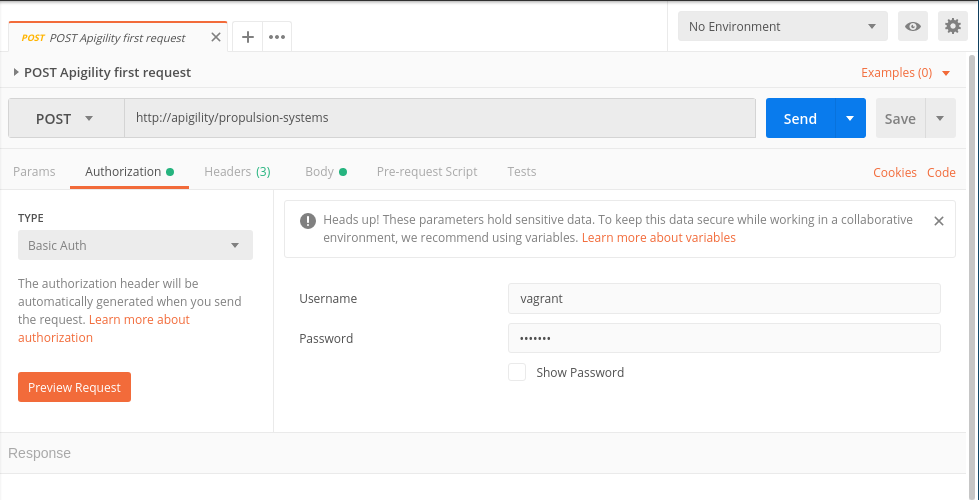 POST POST Apigility first request
No Environment
POST Apigility first request
Examples (0)
POST
http://apigility/propulsion-systems
Send
Save
Params
Authorization
Headers (3)
Body
Pre-request Script
Tests
Cookies
Code
TYPE
Basic Auth
The authorization header will be
automatically generated when you send
the request. Learn more about
authorization
Preview Request
Heads up! These parameters hold sensitive data. To keep this data secure while working in a collaborative
environment, we recommend using variables. Learn more about variables
Username
vagrant
Password
•••••••
Show Password
Response